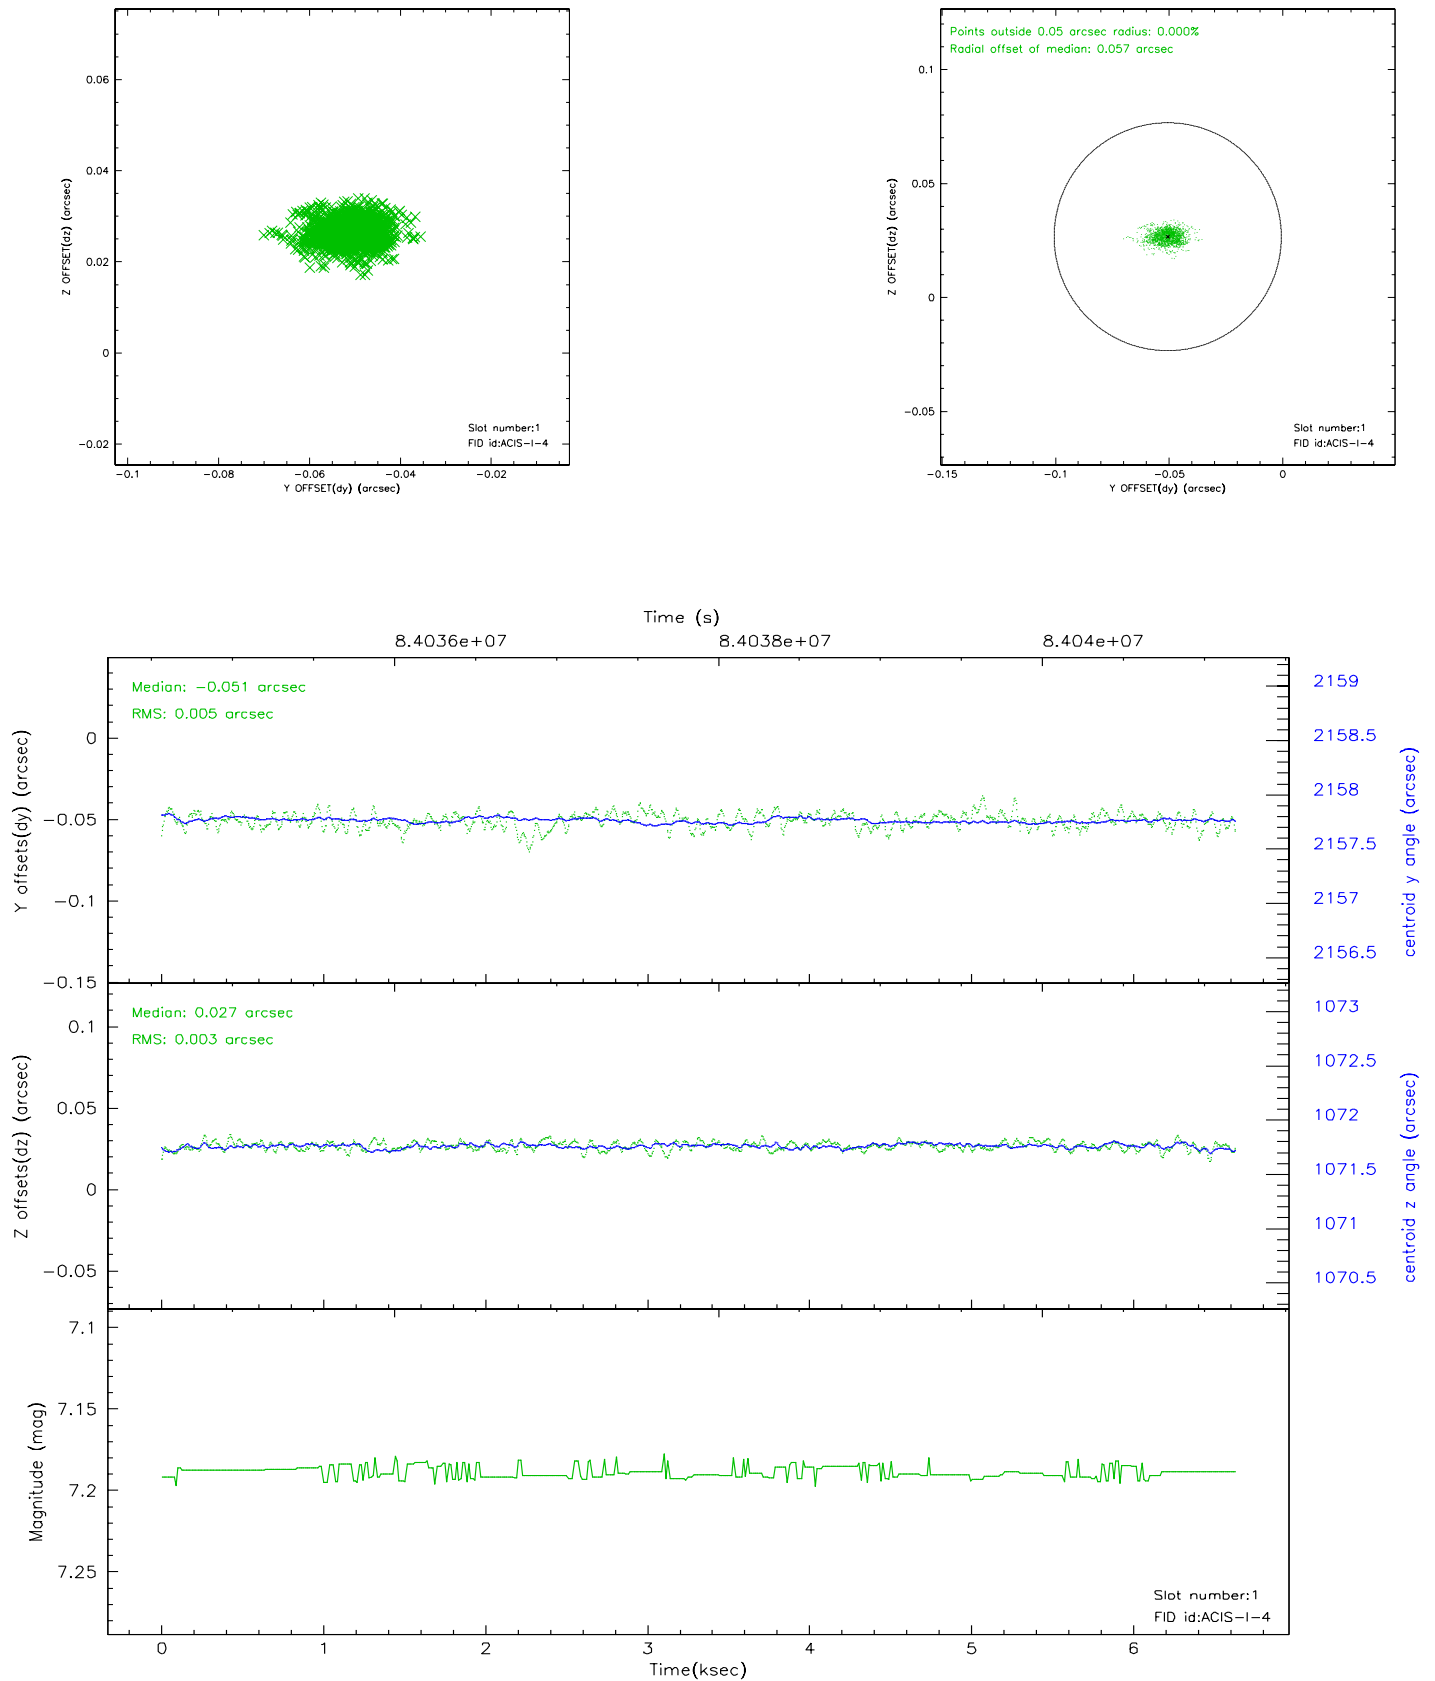 0.06
0.04
0.02
0
-0.02
Z OFFSET(dz) (arcsec)
Slot number:1
FID id:ACIS-I-4
-0.1
-0.08
-0.06
-0.04
-0.02
Y OFFSET(dy) (arcsec)
Points outside 0.05 arcsec radius: 0.000%
Radial offset of median: 0.057 arcsec
0.1
0.05
0
-0.05
Z OFFSET(dz) (arcsec)
Slot number:1
FID id:ACIS-I-4
-0.15
-0.1
-0.05
0
Y OFFSET(dy) (arcsec)
Time (s)
8.4036e+07
8.4038e+07
8.404e+07
Median: -0.051 arcsec
RMS: 0.005 arcsec
0
-0.05
-0.1
-0.15
Y offsets(dy) (arcsec)
2159
2158.5
2158
2157.5
2157
2156.5
centroid y angle (arcsec)
Median: 0.027 arcsec
RMS: 0.003 arcsec
0.1
0.05
0
-0.05
Z offsets(dz) (arcsec)
1073
1072.5
1072
1071.5
1071
1070.5
centroid z angle (arcsec)
7.1
7.15
7.2
7.25
Magnitude (mag)
Slot number:1
FID id:ACIS-I-4
0
1
2
3
4
5
6
Time(ksec)